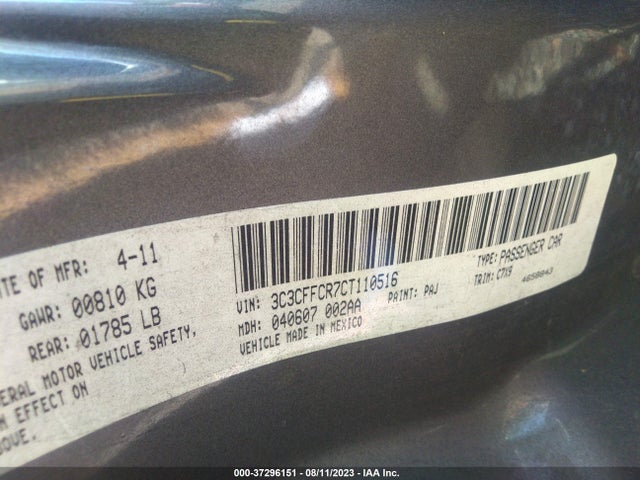 TE OF MFR: 4-11
GAWR: 00810 KG
REAR: 01785 LB
ERAL MOTOR VEHICLE SAFETY,
EFFECT ON
VIN: 3C3CFFCR7CT110516
TYPE: PASSENGER CAR
MDH: 040607 002AA PAINT: PAJ TRIM: C7X9
VEHICLE MADE IN MEXICO 4658843
000-37296151 - 08/11/2023 - IAA Inc.